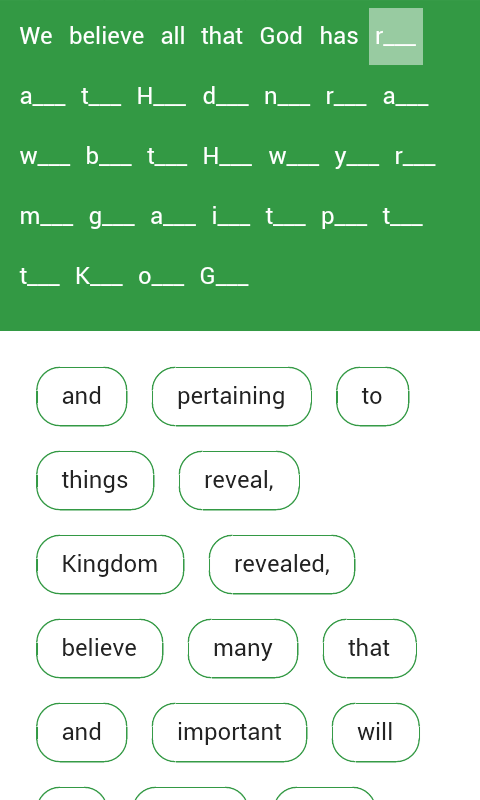 We believe all that God has r___
a___ t___ H___ d___ n___ r___ a___
w___ b___ t___ H___ w___ y___ r___
m___ g___ a___ i___ t___ p___ t___
t___ K___ o___ G___
and pertaining to
things reveal,
Kingdom revealed,
believe many that
and important will